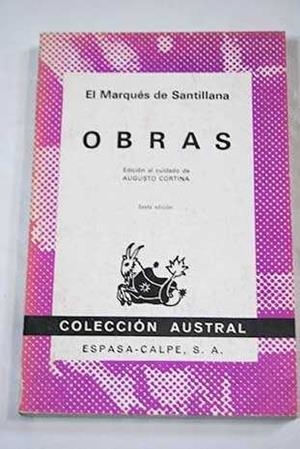 El Marqués de Santillana
OBRAS
Edición al cuidado de
AUGUSTO CORTINA
Sexta edición
COLECCIÓN AUSTRAL
ESPASA-CALPE, S. A.